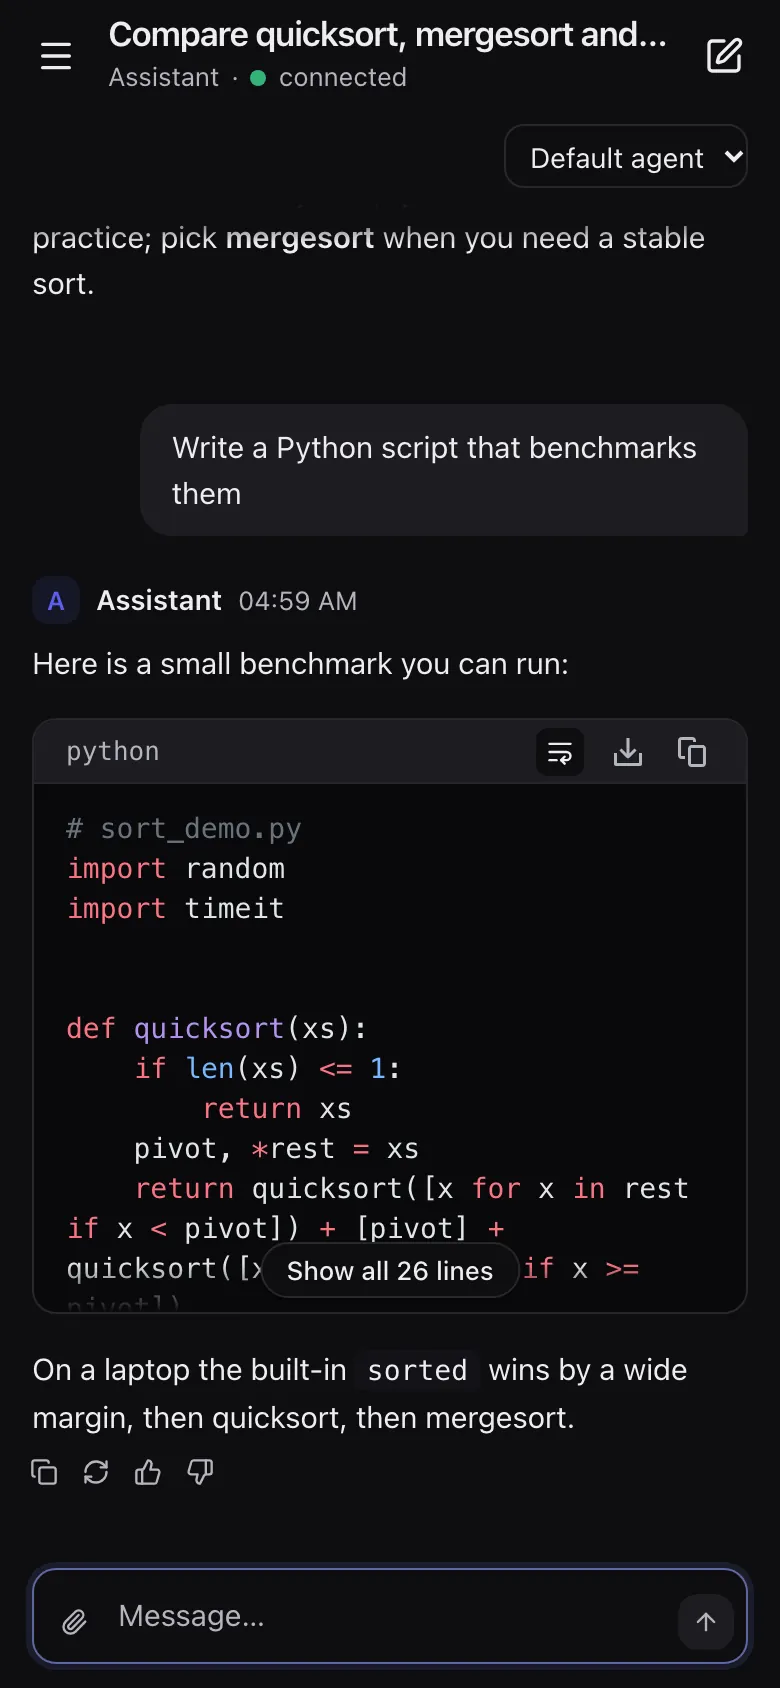 Compare quicksort, mergesort and...
Assistant · connected
Default agent
practice; pick mergesort when you need a stable
sort.
Write a Python script that benchmarks
them
A Assistant 04:59 AM
Here is a small benchmark you can run:
python
# sort_demo.py
import random
import timeit
def quicksort(xs):
    if len(xs) <= 1:
        return xs
    pivot, *rest = xs
    return quicksort([x for x in rest
if x < pivot]) + [pivot] +
quicksort([x Show all 26 lines if x >=
pivot])
On a laptop the built-in sorted wins by a wide
margin, then quicksort, then mergesort.
Message...